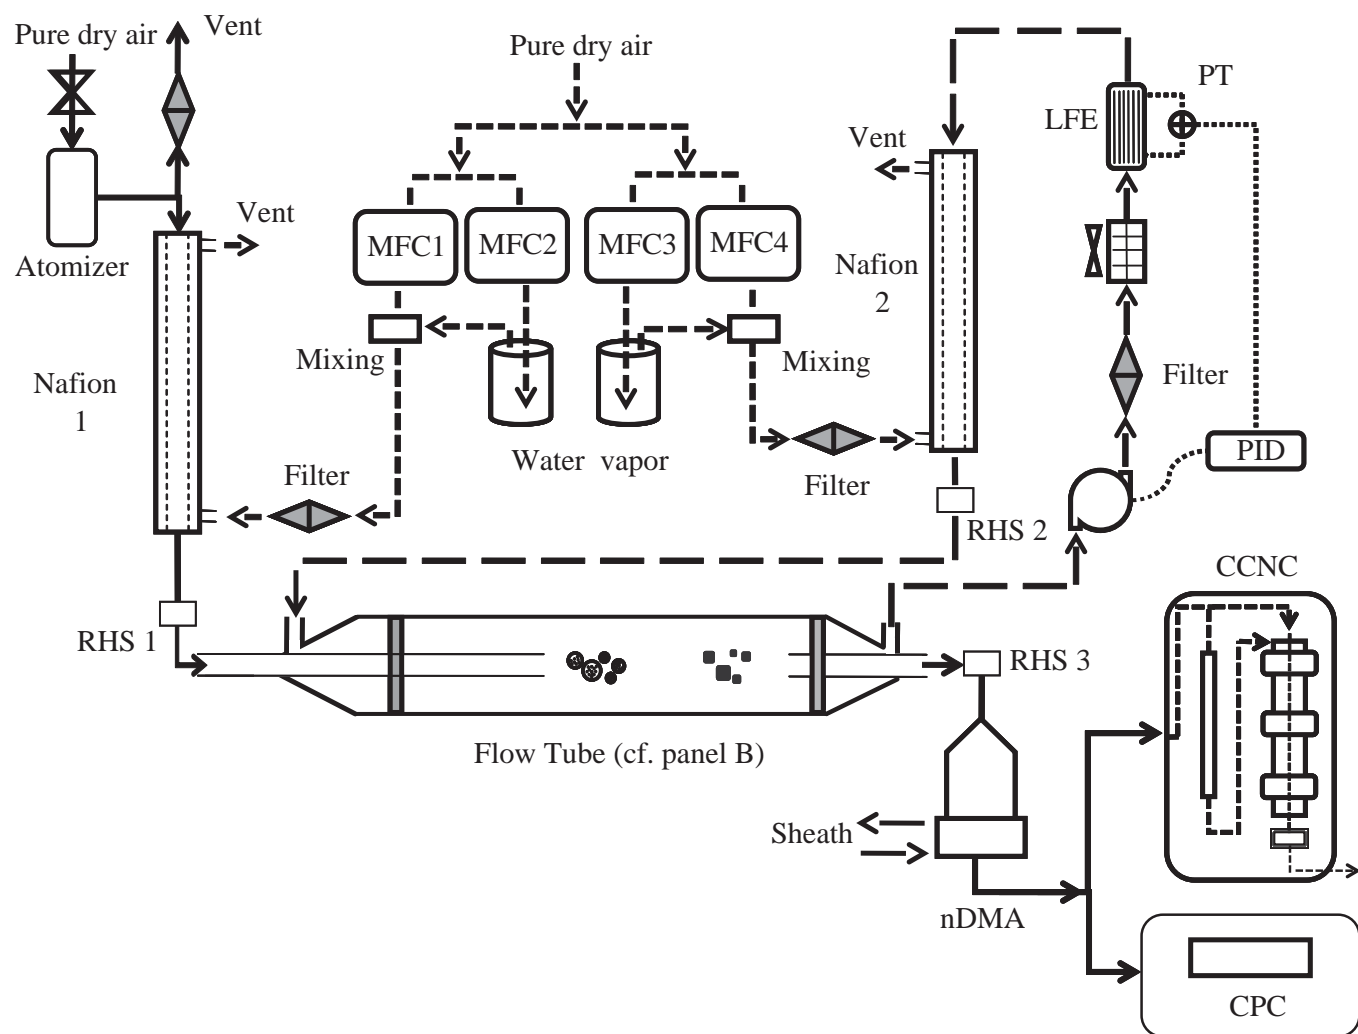 Pure dry air
Vent
Pure dry air
PT
LFE
Vent
Vent
MFC1
MFC2
MFC3
MFC4
Atomizer
Nafion
2
Mixing
Mixing
Nafion
1
Filter
Filter
Water vapor
Filter
PID
RHS 2
CCNC
RHS 1
RHS 3
Flow Tube (cf. panel B)
Sheath
nDMA
CPC